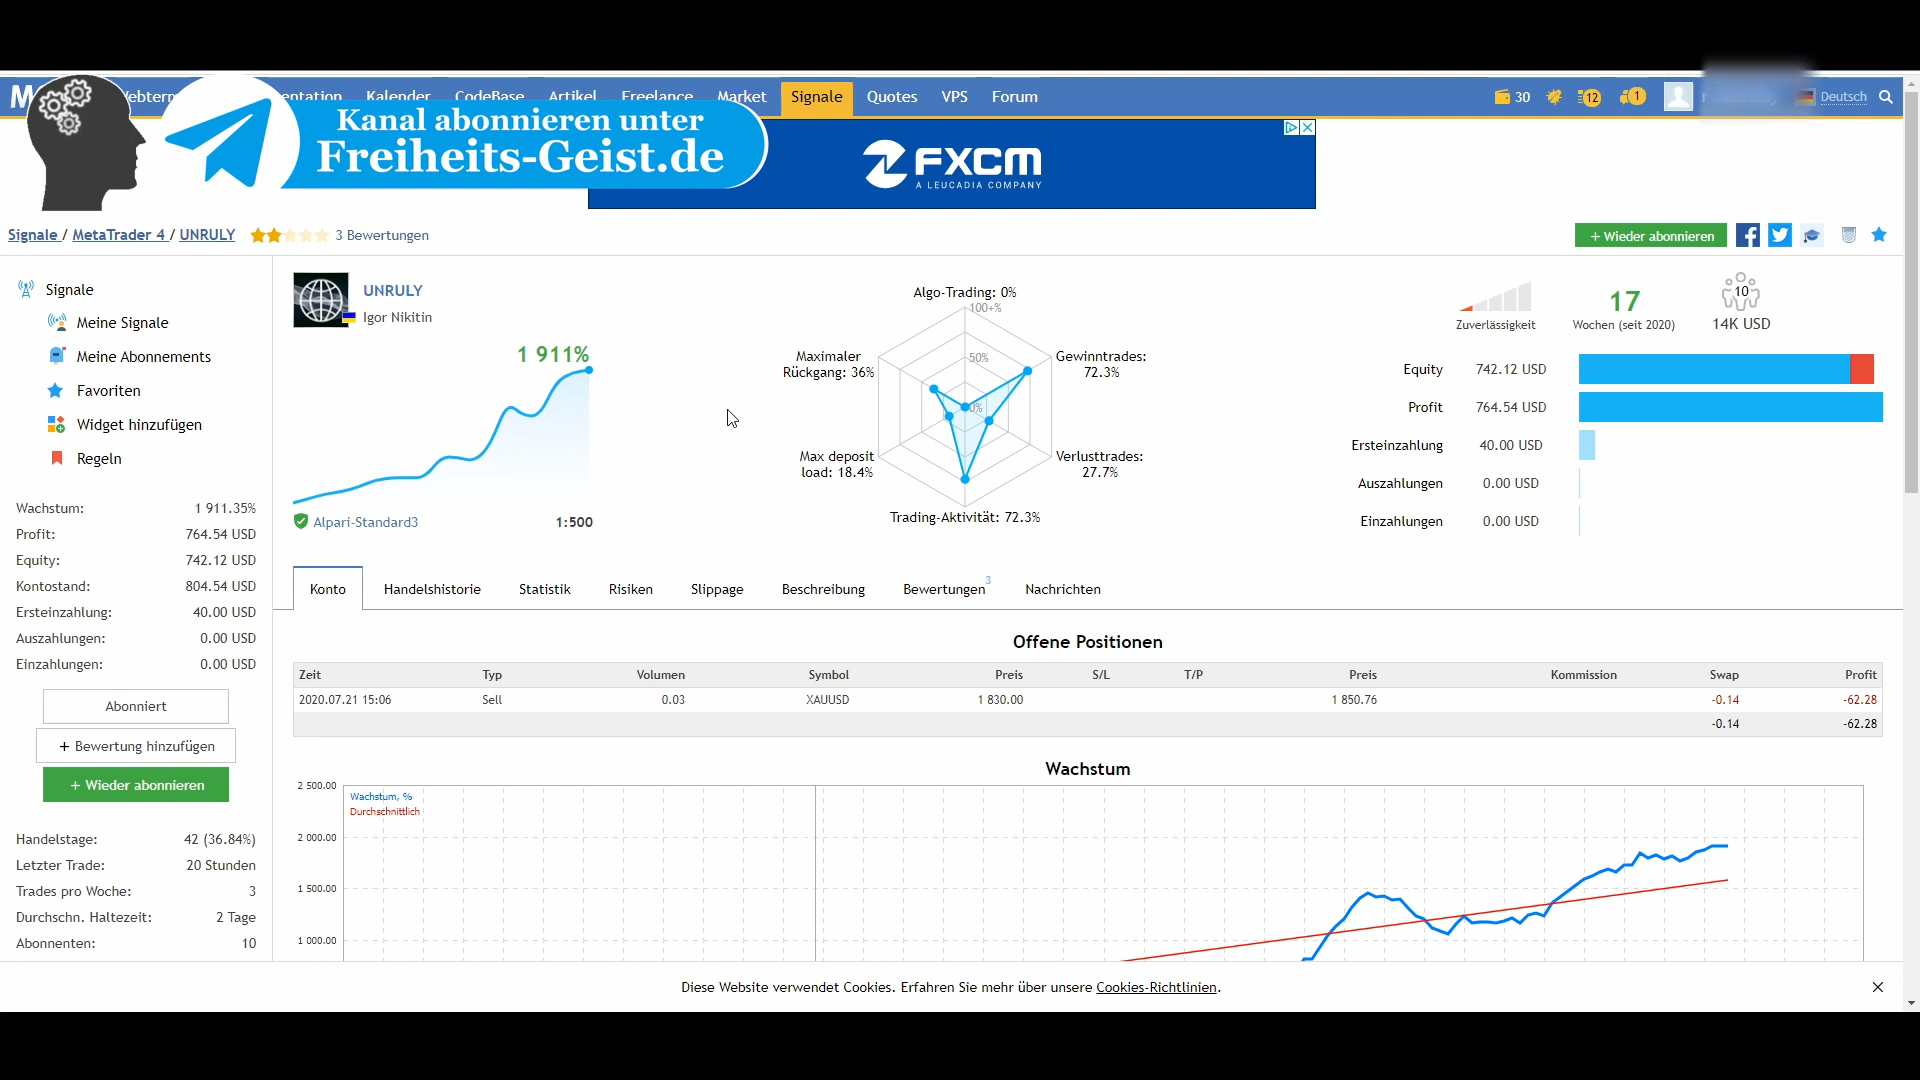 Kalender CodeBase Artikel Freelance Market Signale Quotes VPS Forum 30 12 1 Deutsch
Kanal abonnieren unter
Freiheits-Geist.de
FXCM
A LEUCADIA COMPANY
Signale / MetaTrader 4 / UNRULY 3 Bewertungen
+ Wieder abonnieren
Signale
Meine Signale
Meine Abonnements
Favoriten
Widget hinzufügen
Regeln
Wachstum: 1 911.35%
Profit: 764.54 USD
Equity: 742.12 USD
Kontostand: 804.54 USD
Ersteinzahlung: 40.00 USD
Auszahlungen: 0.00 USD
Einzahlungen: 0.00 USD
Abonniert
+ Bewertung hinzufügen
+ Wieder abonnieren
Handelstage: 42 (36.84%)
Letzter Trade: 20 Stunden
Trades pro Woche: 3
Durchschn. Haltezeit: 2 Tage
Abonnenten: 10
UNRULY
Igor Nikitin
1 911%
Alpari-Standard3 1:500
Algo-Trading: 0%
100+%
50%
0%
Maximaler
Rückgang: 36%
Gewinntrades:
72.3%
Max deposit
load: 18.4%
Verlusttrades:
27.7%
Trading-Aktivität: 72.3%
Zuverlässigkeit
17
Wochen (seit 2020)
10
14K USD
Equity 742.12 USD
Profit 764.54 USD
Ersteinzahlung 40.00 USD
Auszahlungen 0.00 USD
Einzahlungen 0.00 USD
Konto Handelshistorie Statistik Risiken Slippage Beschreibung Bewertungen 3 Nachrichten
Offene Positionen
Zeit Typ Volumen Symbol Preis S/L T/P Preis Kommission Swap Profit
2020.07.21 15:06 Sell 0.03 XAUUSD 1 830.00 1 850.76 -0.14 -62.28
-0.14 -62.28
Wachstum
2 500.00
2 000.00
1 500.00
1 000.00
Wachstum, %
Durchschnittlich
Diese Website verwendet Cookies. Erfahren Sie mehr über unsere Cookies-Richtlinien.